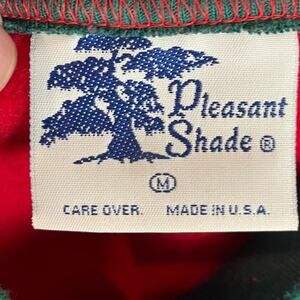 Pleasant
Shade ®
M
CARE OVER. MADE IN U.S.A.